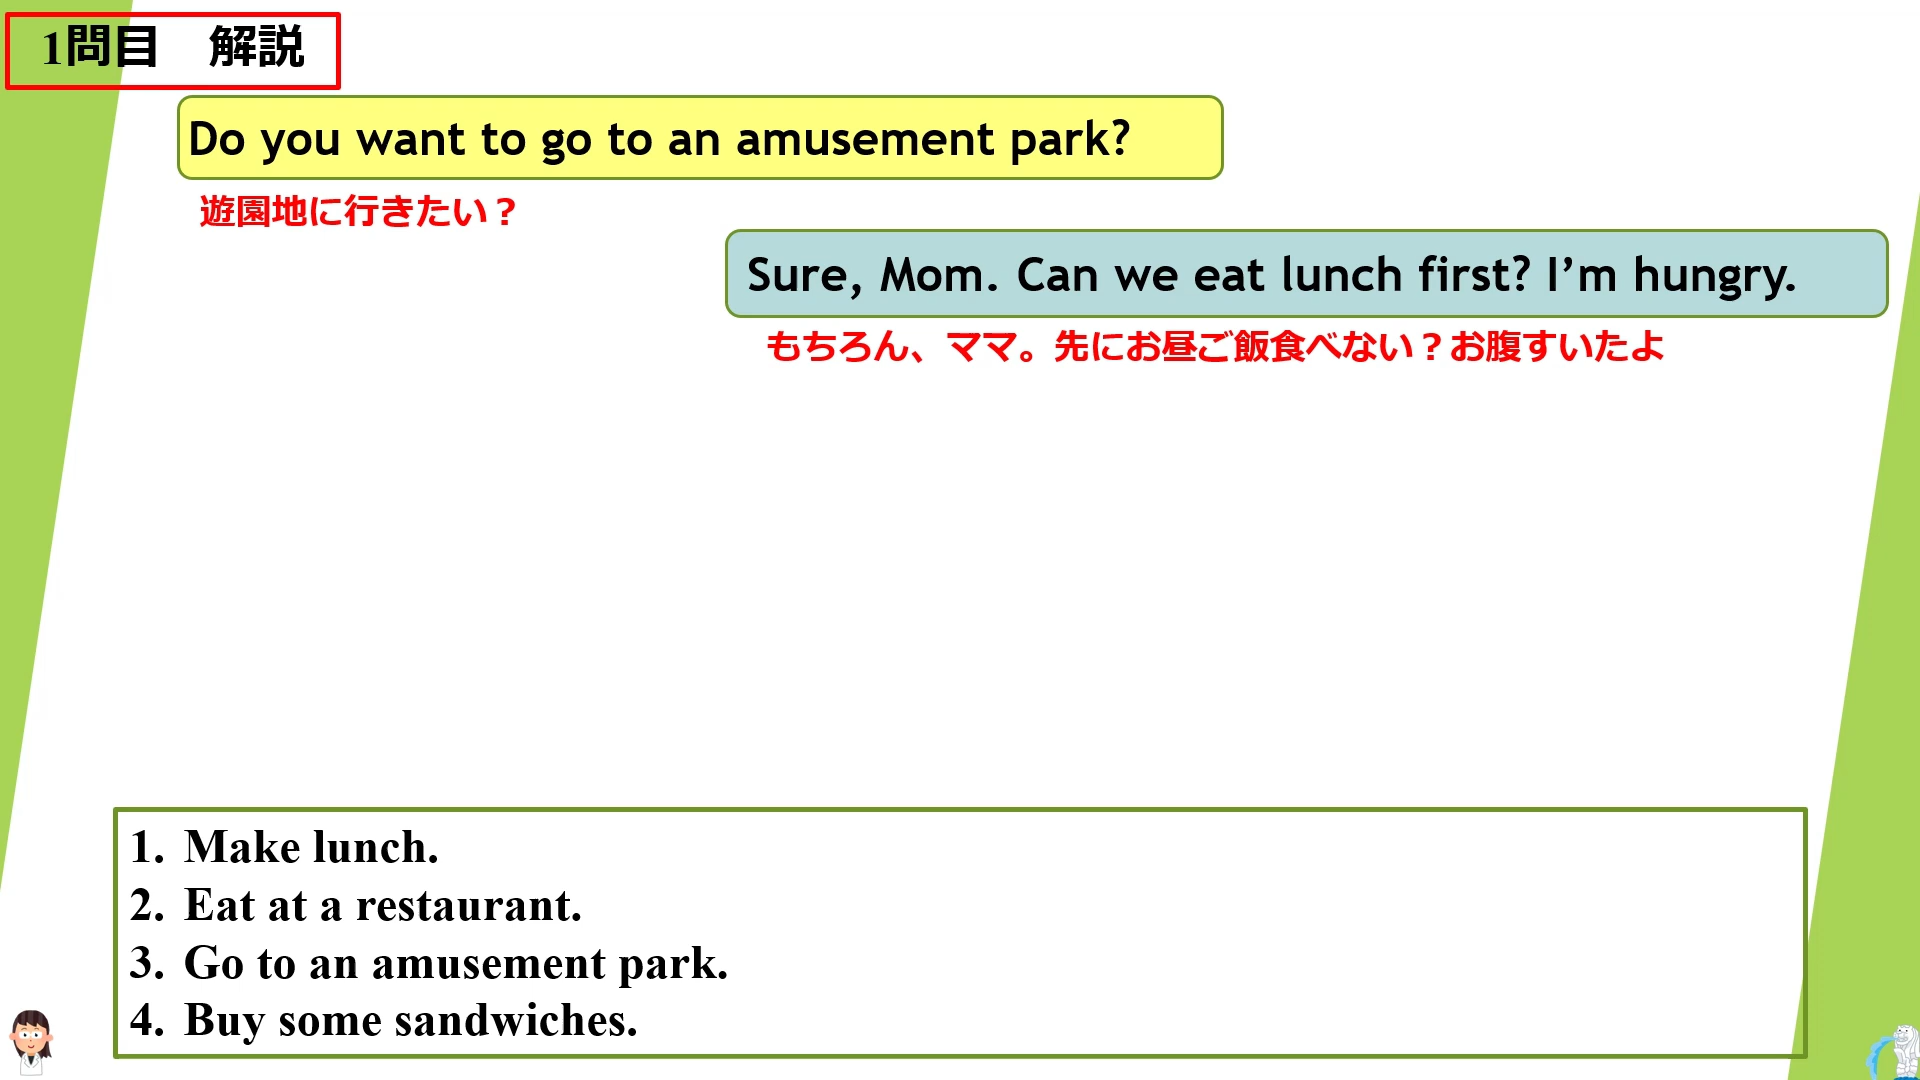 1問目　解説
Do you want to go to an amusement park?
遊園地に行きたい？
Sure, Mom. Can we eat lunch first? I’m hungry.
もちろん、ママ。先にお昼ご飯食べない？お腹すいたよ
1. Make lunch.
2. Eat at a restaurant.
3. Go to an amusement park.
4. Buy some sandwiches.